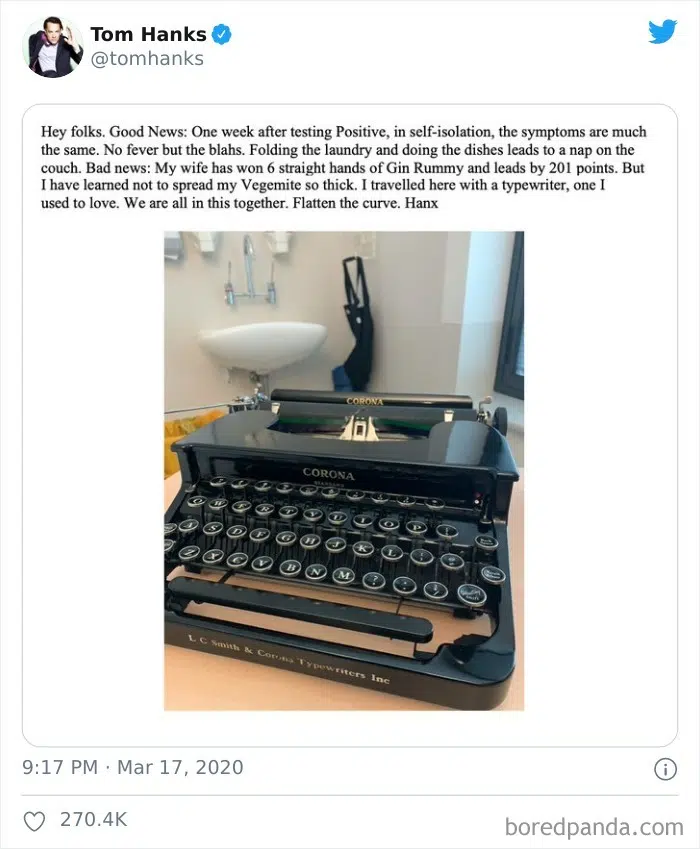 Tom Hanks
@tomhanks
Hey folks. Good News: One week after testing Positive, in self-isolation, the symptoms are much
the same. No fever but the blahs. Folding the laundry and doing the dishes leads to a nap on the
couch. Bad news: My wife has won 6 straight hands of Gin Rummy and leads by 201 points. But
I have learned not to spread my Vegemite so thick. I travelled here with a typewriter, one I
used to love. We are all in this together. Flatten the curve. Hanx
CORONA
CORONA
Q W E R T Y U I O P
A S D F G H J K L ;
Z X C V B N M ?
L C Smith & Corona Typewriters Inc
9:17 PM · Mar 17, 2020
270.4K
boredpanda.com